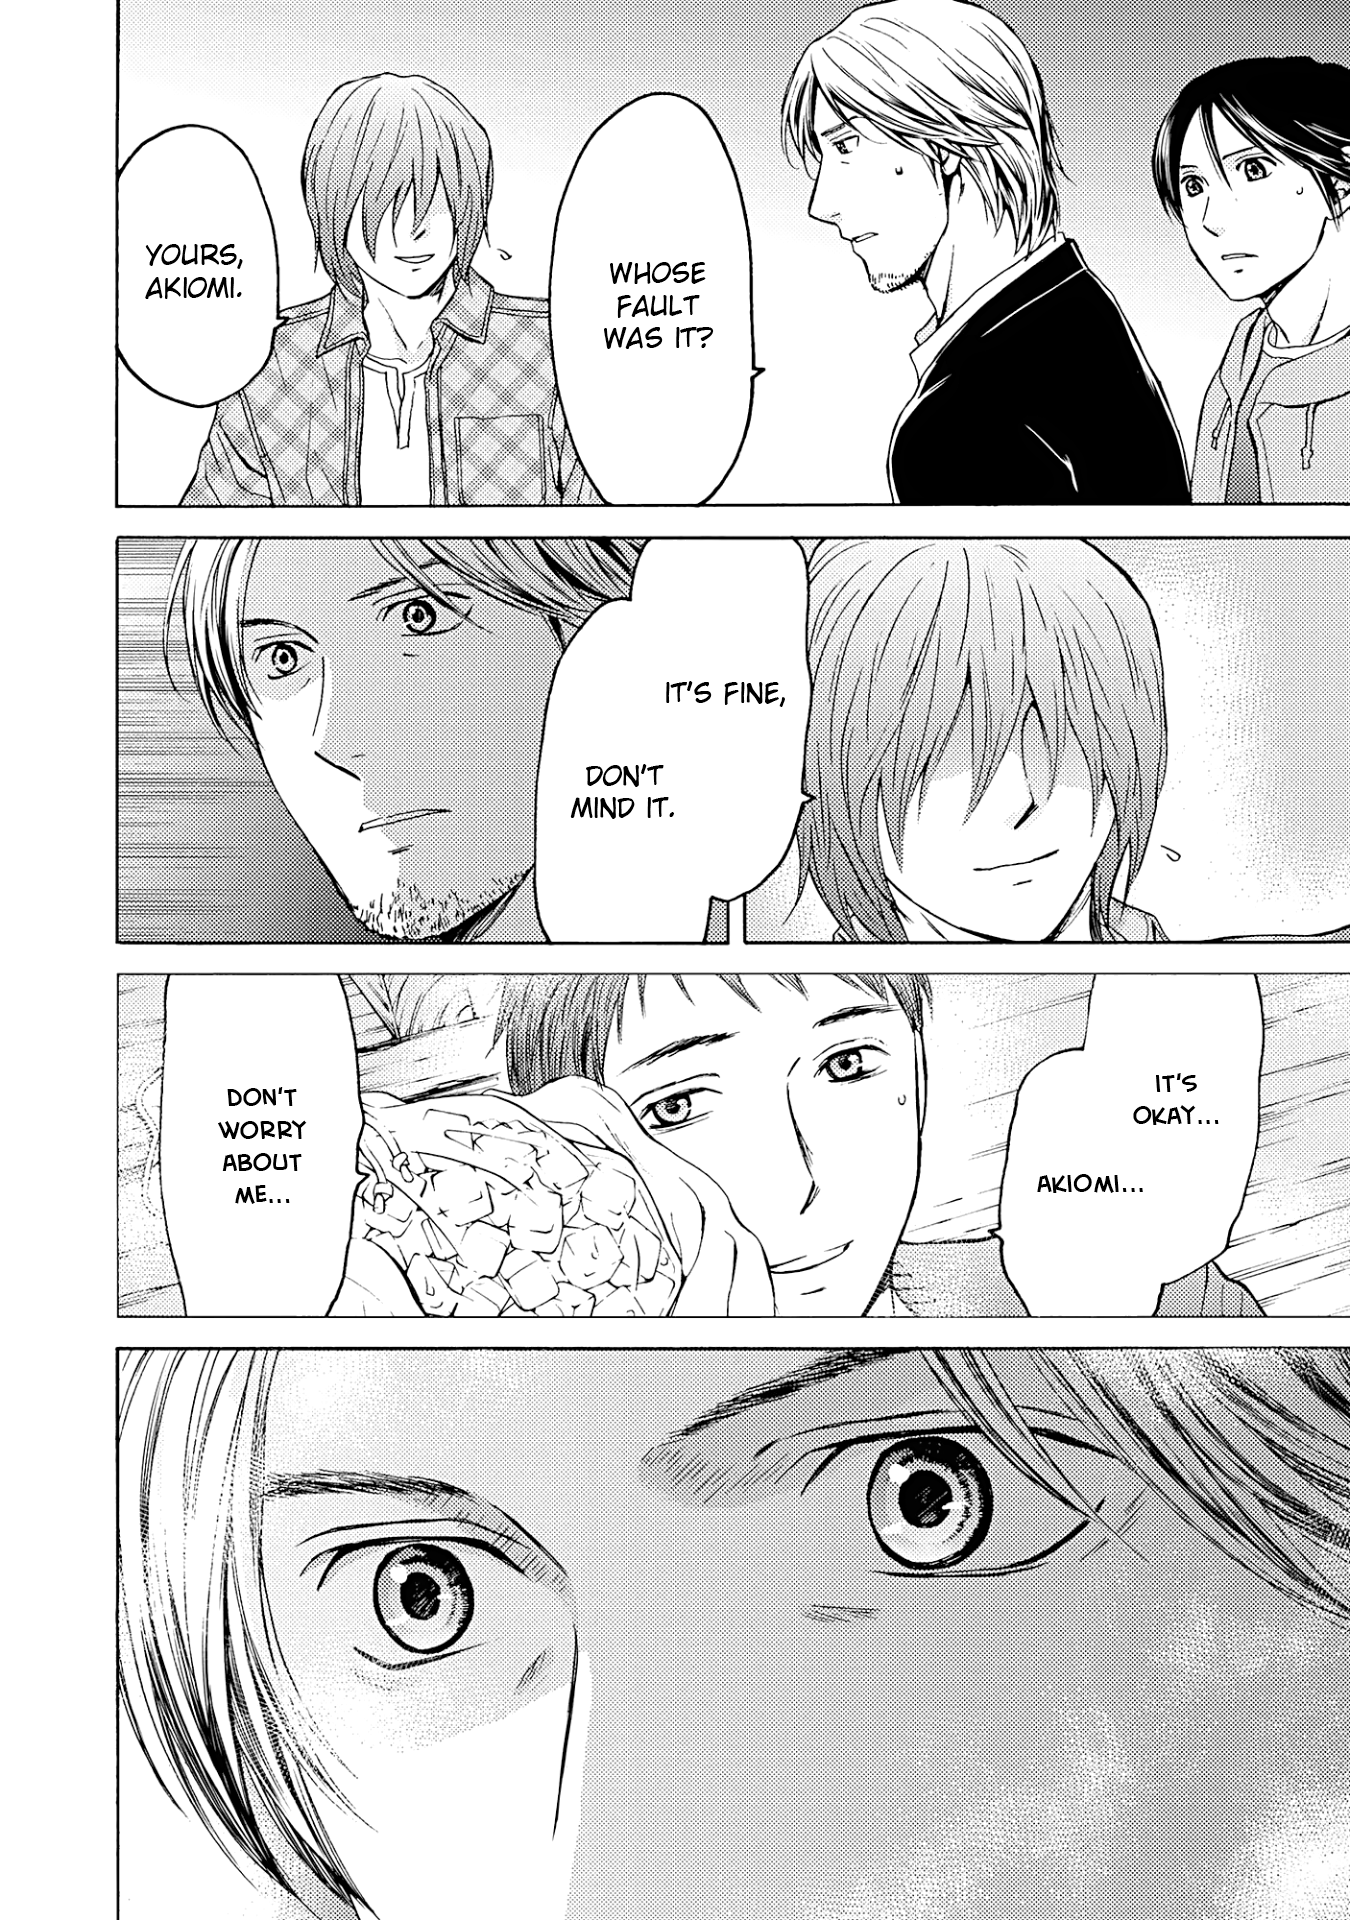 WHOSE
FAULT
WAS IT?
YOURS,
AKIOMI.
IT'S FINE,
DON'T
MIND IT.
IT'S
OKAY...
AKIOMI...
DON'T
WORRY
ABOUT
ME...